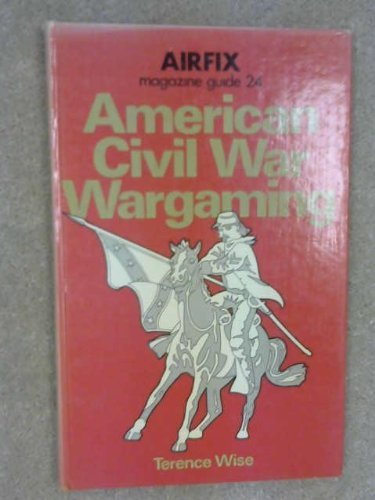 AIRFIX
magazine guide 24
American
Civil War
Wargaming
Terence Wise